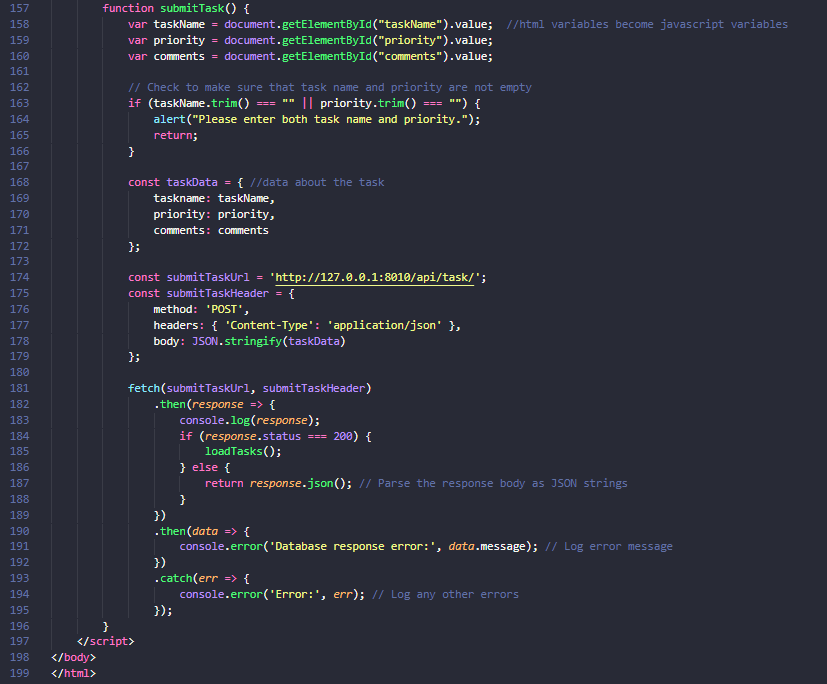 157 function submitTask() {
158 var taskName = document.getElementById("taskName").value; //html variables become javascript variables
159 var priority = document.getElementById("priority").value;
160 var comments = document.getElementById("comments").value;
161
162 // Check to make sure that task name and priority are not empty
163 if (taskName.trim() === "" || priority.trim() === "") {
164 alert("Please enter both task name and priority.");
165 return;
166 }
167
168 const taskData = { //data about the task
169 taskname: taskName,
170 priority: priority,
171 comments: comments
172 };
173
174 const submitTaskUrl = 'http://127.0.0.1:8010/api/task/';
175 const submitTaskHeader = {
176 method: 'POST',
177 headers: { 'Content-Type': 'application/json' },
178 body: JSON.stringify(taskData)
179 };
180
181 fetch(submitTaskUrl, submitTaskHeader)
182 .then(response => {
183 console.log(response);
184 if (response.status === 200) {
185 loadTasks();
186 } else {
187 return response.json(); // Parse the response body as JSON strings
188 }
189 })
190 .then(data => {
191 console.error('Database response error:', data.message); // Log error message
192 })
193 .catch(err => {
194 console.error('Error:', err); // Log any other errors
195 });
196 }
197 </script>
198 </body>
199 </html>